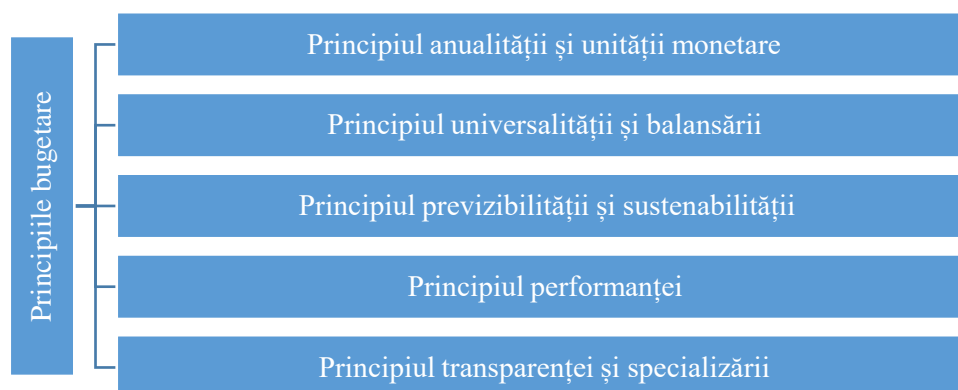 Principiile bugetare
Principiul anualității și unității monetare
Principiul universalității și balansării
Principiul previzibilității și sustenabilității
Principiul performanței
Principiul transparenței și specializării